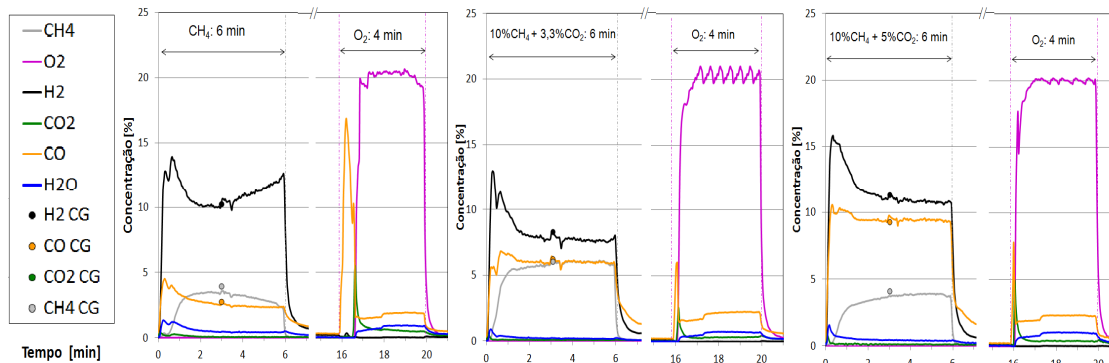 CH4
O2
H2
CO2
CO
H2O
H2 CG
CO CG
CO2 CG
CH4 CG
Tempo [min]
Concentração [%]
25
20
15
10
5
0
CH₄: 6 min
//
O₂: 4 min
0 2 4 6 16 18 20
Concentração [%]
25
20
15
10
5
0
10%CH₄ + 3,3%CO₂: 6 min
//
O₂: 4 min
0 2 4 6 16 18 20
Concentração [%]
25
20
15
10
5
0
10%CH₄ + 5%CO₂: 6 min
//
O₂: 4 min
0 2 4 6 16 18 20